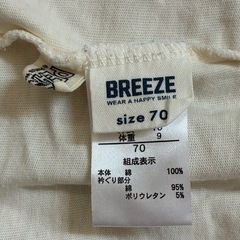 BREEZE
WEAR A HAPPY SMILE
size 70
体重 9
70
組成表示
本体 綿 100%
衿ぐり部分
綿 95%
ポリウレタン 5%